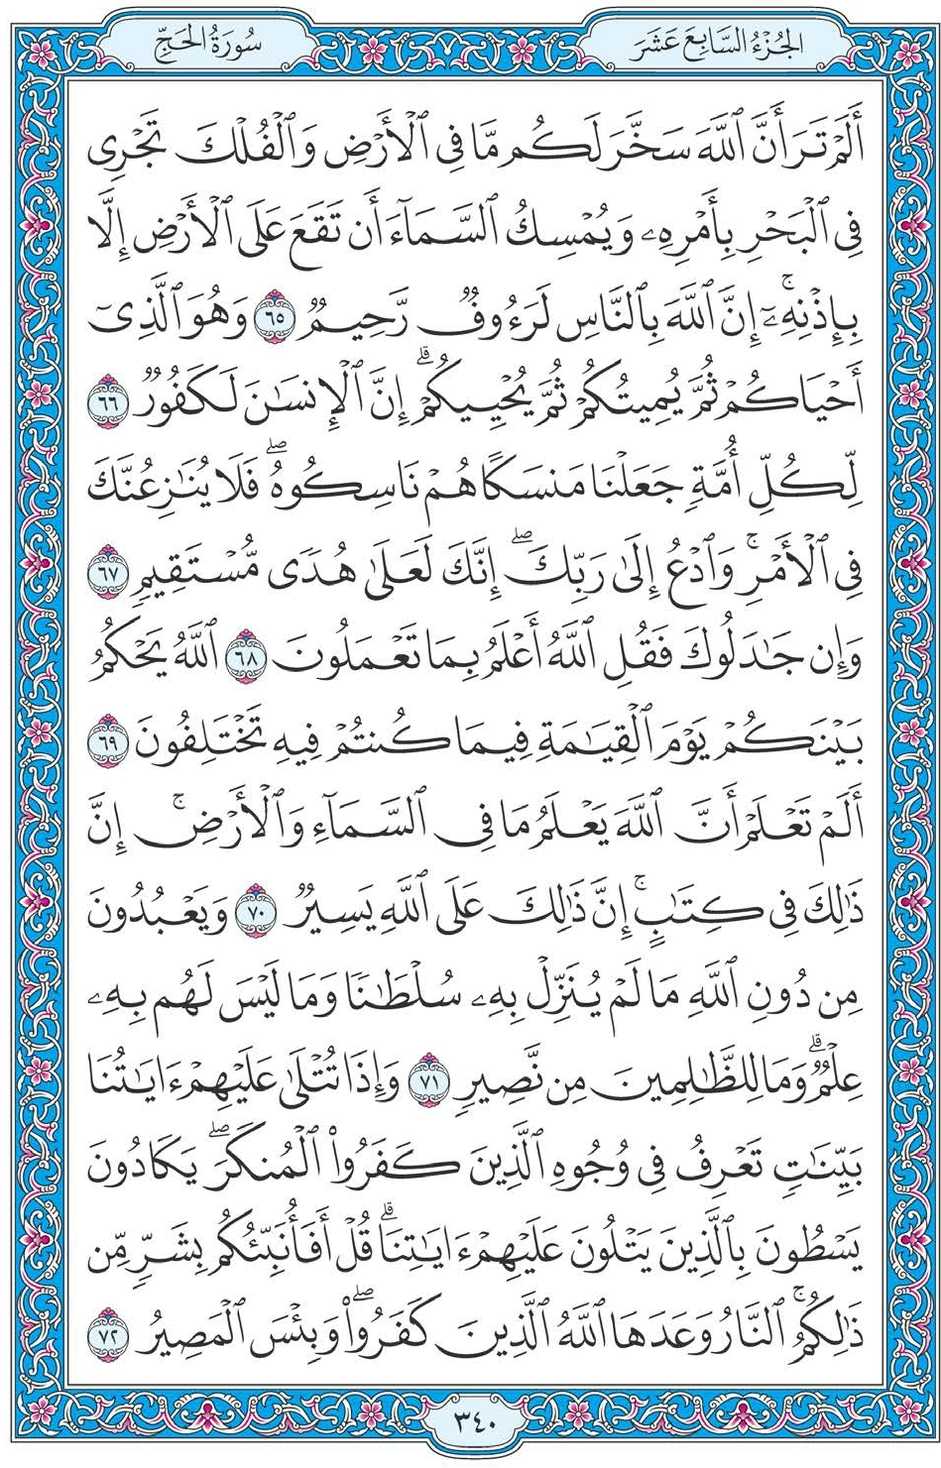 الجُزْءُ السَّابِعَ عَشَرَ
سُورَةُ الحَجِّ
أَلَمْ تَرَ أَنَّ ٱللَّهَ سَخَّرَ لَكُم مَّا فِى ٱلْأَرْضِ وَٱلْفُلْكَ تَجْرِى
فِى ٱلْبَحْرِ بِأَمْرِهِۦ وَيُمْسِكُ ٱلسَّمَآءَ أَن تَقَعَ عَلَى ٱلْأَرْضِ إِلَّا
بِإِذْنِهِۦٓ ۚ إِنَّ ٱللَّهَ بِٱلنَّاسِ لَرَءُوفٌ رَّحِيمٌ ٦٥ وَهُوَ ٱلَّذِىٓ
أَحْيَاكُمْ ثُمَّ يُمِيتُكُمْ ثُمَّ يُحْيِيكُمْ ۗ إِنَّ ٱلْإِنسَٰنَ لَكَفُورٌ ٦٦
لِّكُلِّ أُمَّةٍ جَعَلْنَا مَنسَكًا هُمْ نَاسِكُوهُ ۖ فَلَا يُنَٰزِعُنَّكَ
فِى ٱلْأَمْرِ ۚ وَٱدْعُ إِلَىٰ رَبِّكَ ۖ إِنَّكَ لَعَلَىٰ هُدًى مُّسْتَقِيمٍ ٦٧
وَإِن جَٰدَلُوكَ فَقُلِ ٱللَّهُ أَعْلَمُ بِمَا تَعْمَلُونَ ٦٨ ٱللَّهُ يَحْكُمُ
بَيْنَكُمْ يَوْمَ ٱلْقِيَٰمَةِ فِيمَا كُنتُمْ فِيهِ تَخْتَلِفُونَ ٦٩
أَلَمْ تَعْلَمْ أَنَّ ٱللَّهَ يَعْلَمُ مَا فِى ٱلسَّمَآءِ وَٱلْأَرْضِ ۚ إِنَّ
ذَٰلِكَ فِى كِتَٰبٍ ۚ إِنَّ ذَٰلِكَ عَلَى ٱللَّهِ يَسِيرٌ ٧٠ وَيَعْبُدُونَ
مِن دُونِ ٱللَّهِ مَا لَمْ يُنَزِّلْ بِهِۦ سُلْطَٰنًا وَمَا لَيْسَ لَهُم بِهِۦ
عِلْمٌ ۗ وَمَا لِلظَّٰلِمِينَ مِن نَّصِيرٍ ٧١ وَإِذَا تُتْلَىٰ عَلَيْهِمْ ءَايَٰتُنَا
بَيِّنَٰتٍ تَعْرِفُ فِى وُجُوهِ ٱلَّذِينَ كَفَرُوا۟ ٱلْمُنكَرَ ۖ يَكَادُونَ
يَسْطُونَ بِٱلَّذِينَ يَتْلُونَ عَلَيْهِمْ ءَايَٰتِنَا ۗ قُلْ أَفَأُنَبِّئُكُم بِشَرٍّ مِّن
ذَٰلِكُمُ ۚ ٱلنَّارُ وَعَدَهَا ٱللَّهُ ٱلَّذِينَ كَفَرُوا۟ ۖ وَبِئْسَ ٱلْمَصِيرُ ٧٢
٣٤٠